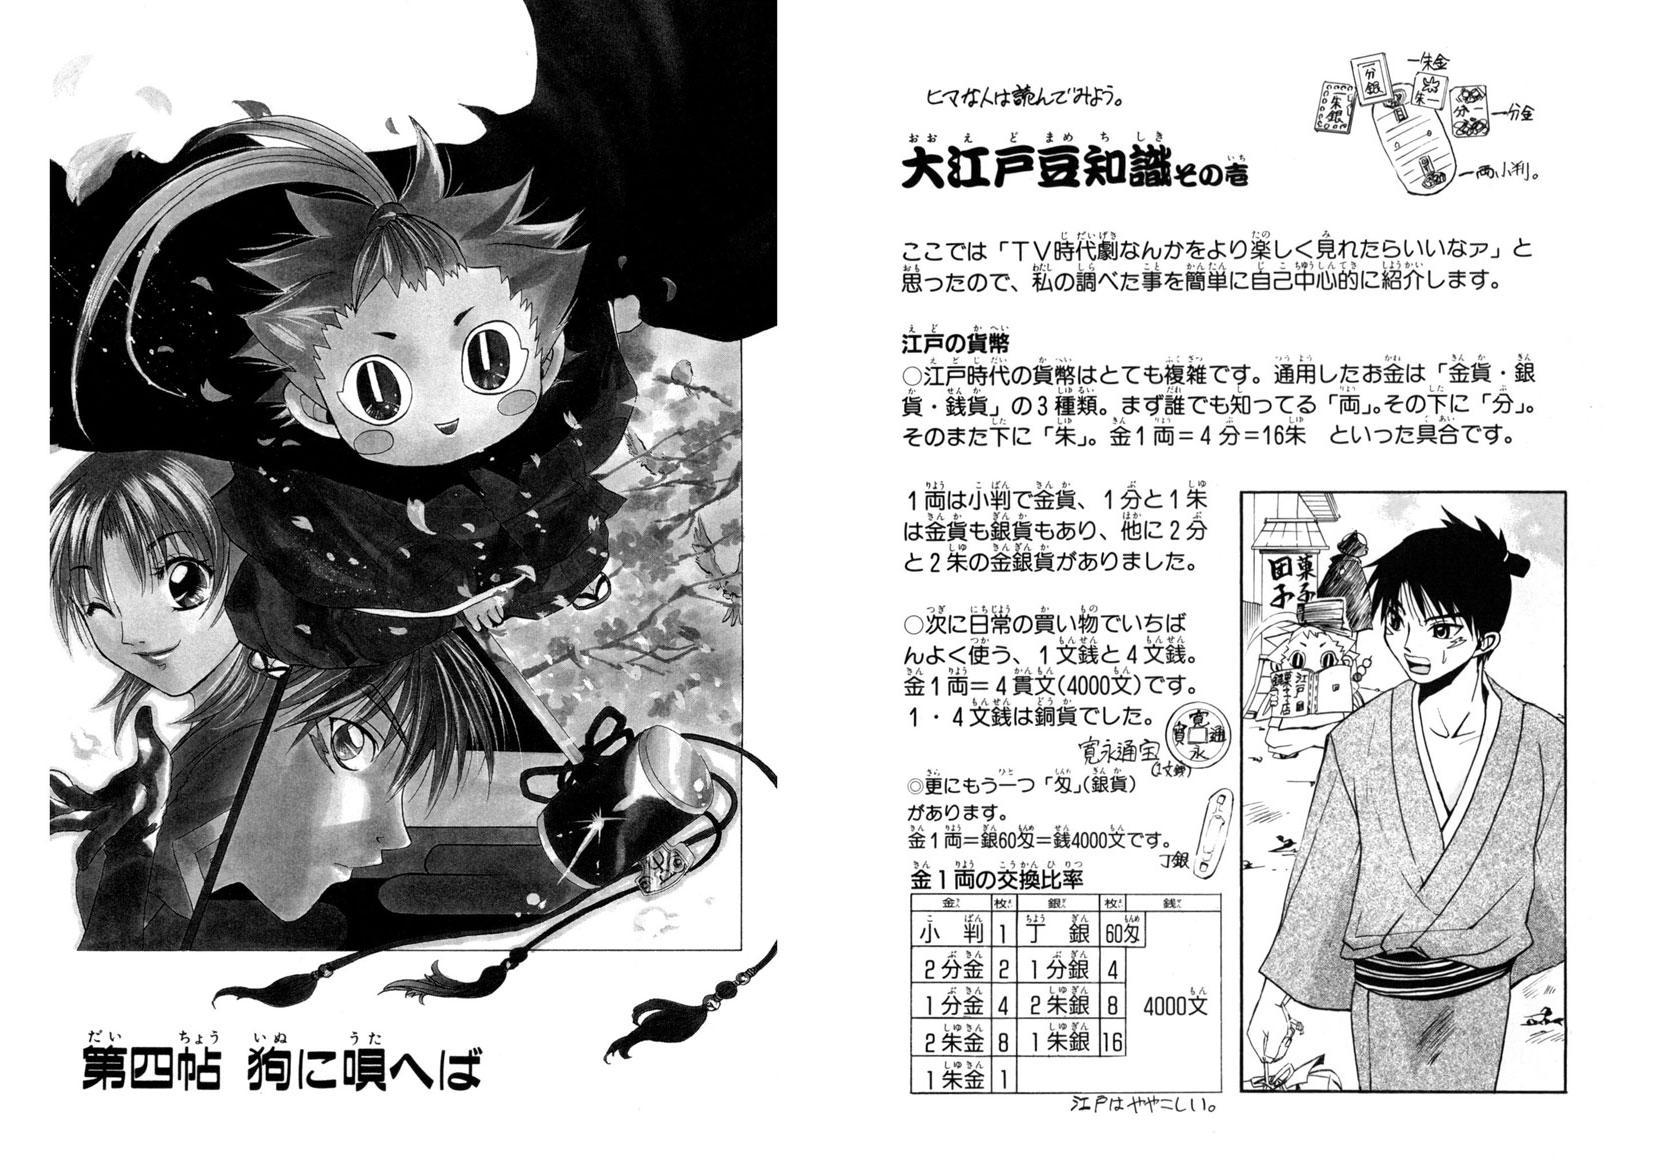 ヒマな人は読んでみよう。
大江戸豆知識その壱
一朱銀
一分銀
一朱金
朱一
分一
一分金
一両小判。
ここでは「TV時代劇なんかをより楽しく見れたらいいなァ」と
思ったので、私の調べた事を簡単に自己中心的に紹介します。
江戸の貨幣
○江戸時代の貨幣はとても複雑です。通用したお金は「金貨・銀
貨・銭貨」の3種類。まず誰でも知ってる「両」。その下に「分」。
そのまた下に「朱」。金1両=4分=16朱 といった具合です。
1両は小判で金貨、1分と1朱
は金貨も銀貨もあり、他に2分
と2朱の金銀貨がありました。
○次に日常の買い物でいちば
んよく使う、1文銭と4文銭。
金1両=4貫文(4000文)です。
1・4文銭は銅貨でした。
寛永通宝
(1文銭)
寛永通寳
◎更にもう一つ「匁」(銀貨)
があります。
金1両=銀60匁=銭4000文です。
丁銀
金1両の交換比率
金 枚 銀 枚 銭
小判 1 丁銀 60匁
2分金 2 1分銀 4
1分金 4 2朱銀 8 4000文
2朱金 8 1朱銀 16
1朱金 1
江戸はややこしい。
菓子
団子
第四帖 狗に唄へば